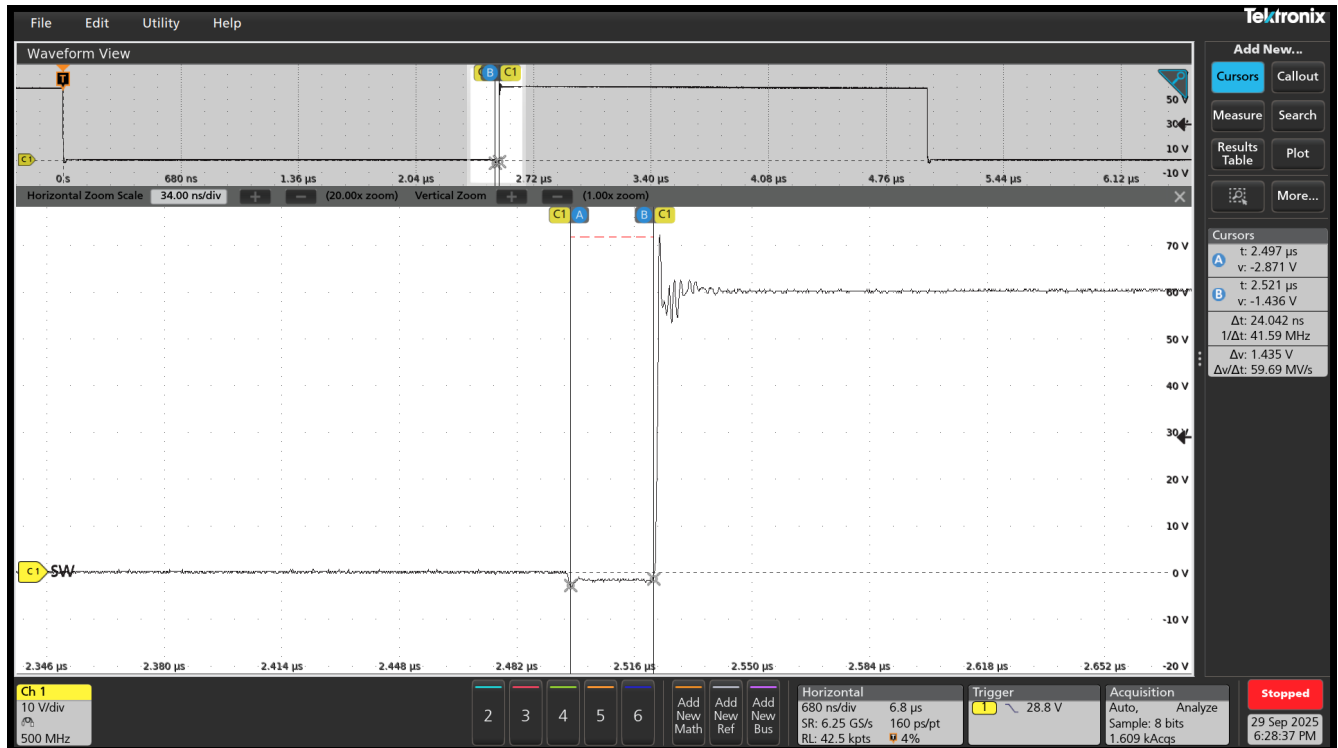 File Edit Utility Help
Tektronix
Waveform View
Add New...
C B C1
T
Cursors Callout
50 V
Measure Search
30
C 1
10 V
Results Table Plot
0 s 680 ns 1.36 µs 2.04 µs 2.72 µs 3.40 µs 4.08 µs 4.76 µs 5.44 µs 6.12 µs -10 V
Horizontal Zoom Scale 34.00 ns/div + − (20.00x zoom) Vertical Zoom + − (1.00x zoom)
More...
C1 A B C1
Cursors
A t: 2.497 µs
v: -2.871 V
B t: 2.521 µs
v: -1.436 V
Δt: 24.042 ns
1/Δt: 41.59 MHz
Δv: 1.435 V
Δv/Δt: 59.69 MV/s
70 V
60 V
50 V
40 V
30 V
20 V
10 V
C 1 SW 0 V
-10 V
2.346 µs 2.380 µs 2.414 µs 2.448 µs 2.482 µs 2.516 µs 2.550 µs 2.584 µs 2.618 µs 2.652 µs -20 V
Ch 1
10 V/div
500 MHz
2 3 4 5 6
Add New Math
Add New Ref
Add New Bus
Horizontal
680 ns/div 6.8 µs
SR: 6.25 GS/s 160 ps/pt
RL: 42.5 kpts T 4%
Trigger
1 28.8 V
Acquisition
Auto, Analyze
Sample: 8 bits
1.609 kAcqs
Stopped
29 Sep 2025
6:28:37 PM